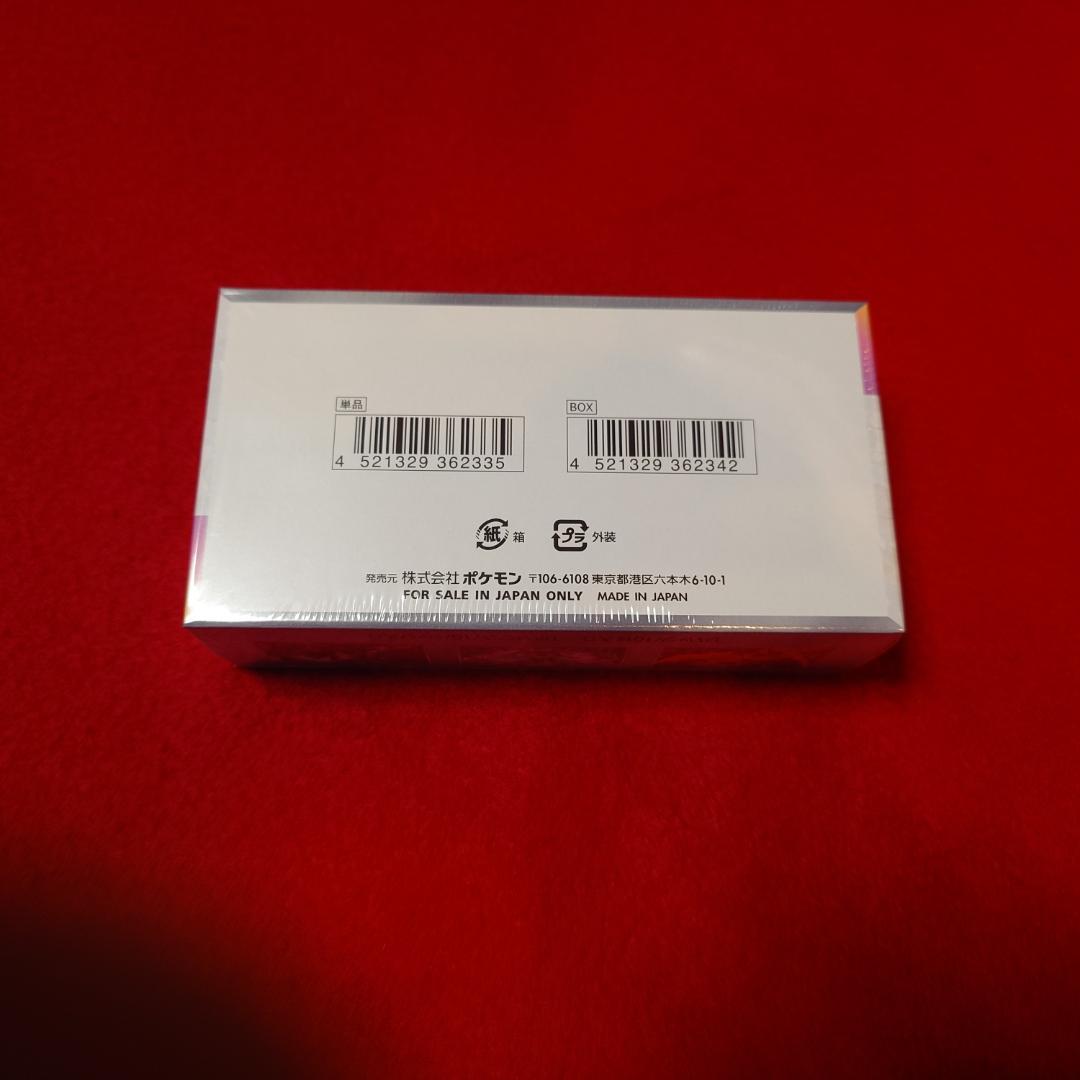 単品
4 521329 362335
BOX
4 521329 362342
紙 箱
プラ 外装
発売元 株式会社 ポケモン 〒106-6108 東京都港区六本木6-10-1
FOR SALE IN JAPAN ONLY MADE IN JAPAN